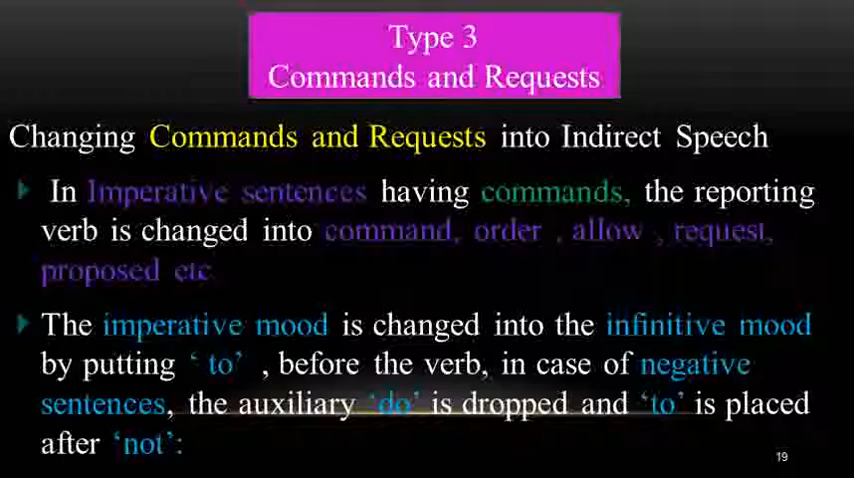 Type 3
Commands and Requests
Changing Commands and Requests into Indirect Speech
In Imperative sentences having commands, the reporting
verb is changed into command, order , allow , request,
proposed etc.
The imperative mood is changed into the infinitive mood
by putting ‘ to’ , before the verb, in case of negative
sentences, the auxiliary ‘do’ is dropped and ‘to’ is placed
after ‘not’:
19